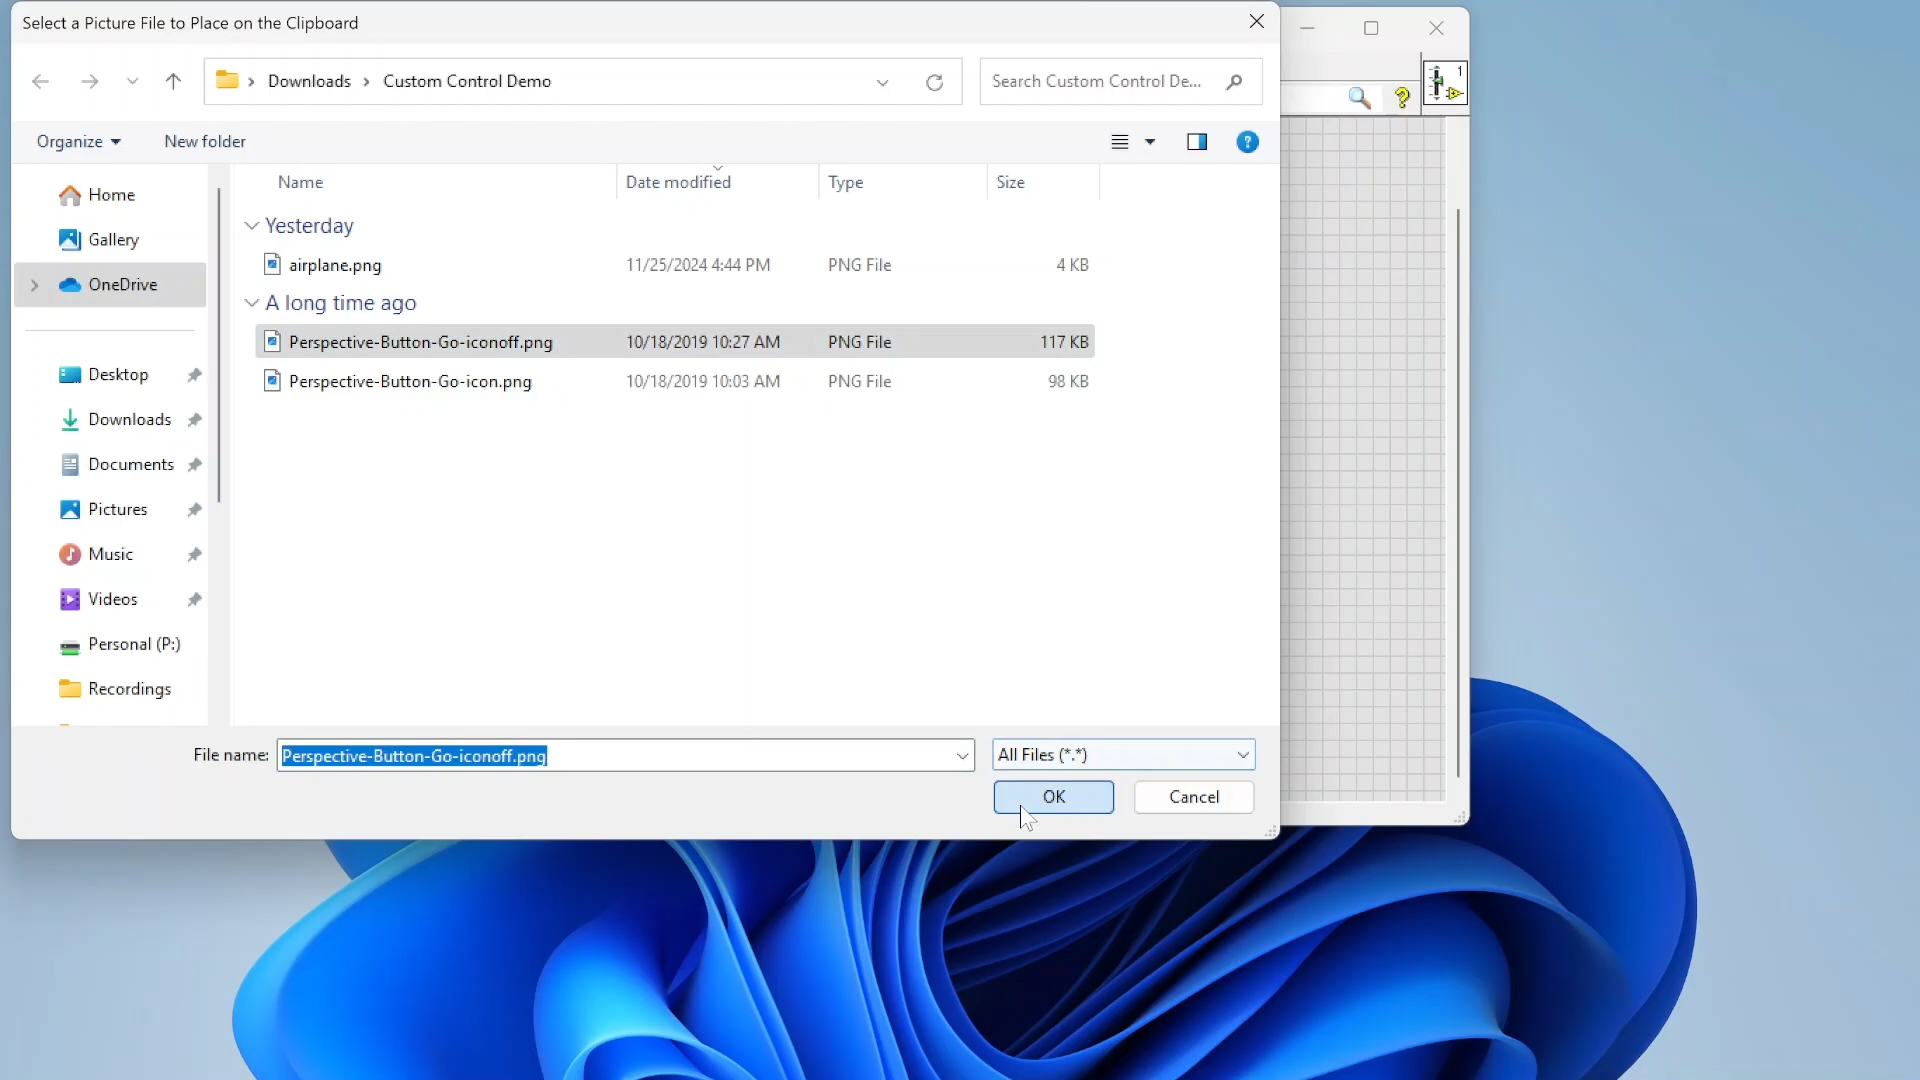 Select a Picture File to Place on the Clipboard
Downloads Custom Control Demo
Search Custom Control De...
Organize New folder
Name Date modified Type Size
Yesterday
airplane.png 11/25/2024 4:44 PM PNG File 4 KB
A long time ago
Perspective-Button-Go-iconoff.png 10/18/2019 10:27 AM PNG File 117 KB
Perspective-Button-Go-icon.png 10/18/2019 10:03 AM PNG File 98 KB
Home
Gallery
OneDrive
Desktop
Downloads
Documents
Pictures
Music
Videos
Personal (P:)
Recordings
File name: Perspective-Button-Go-iconoff.png All Files (*.*)
OK Cancel
1